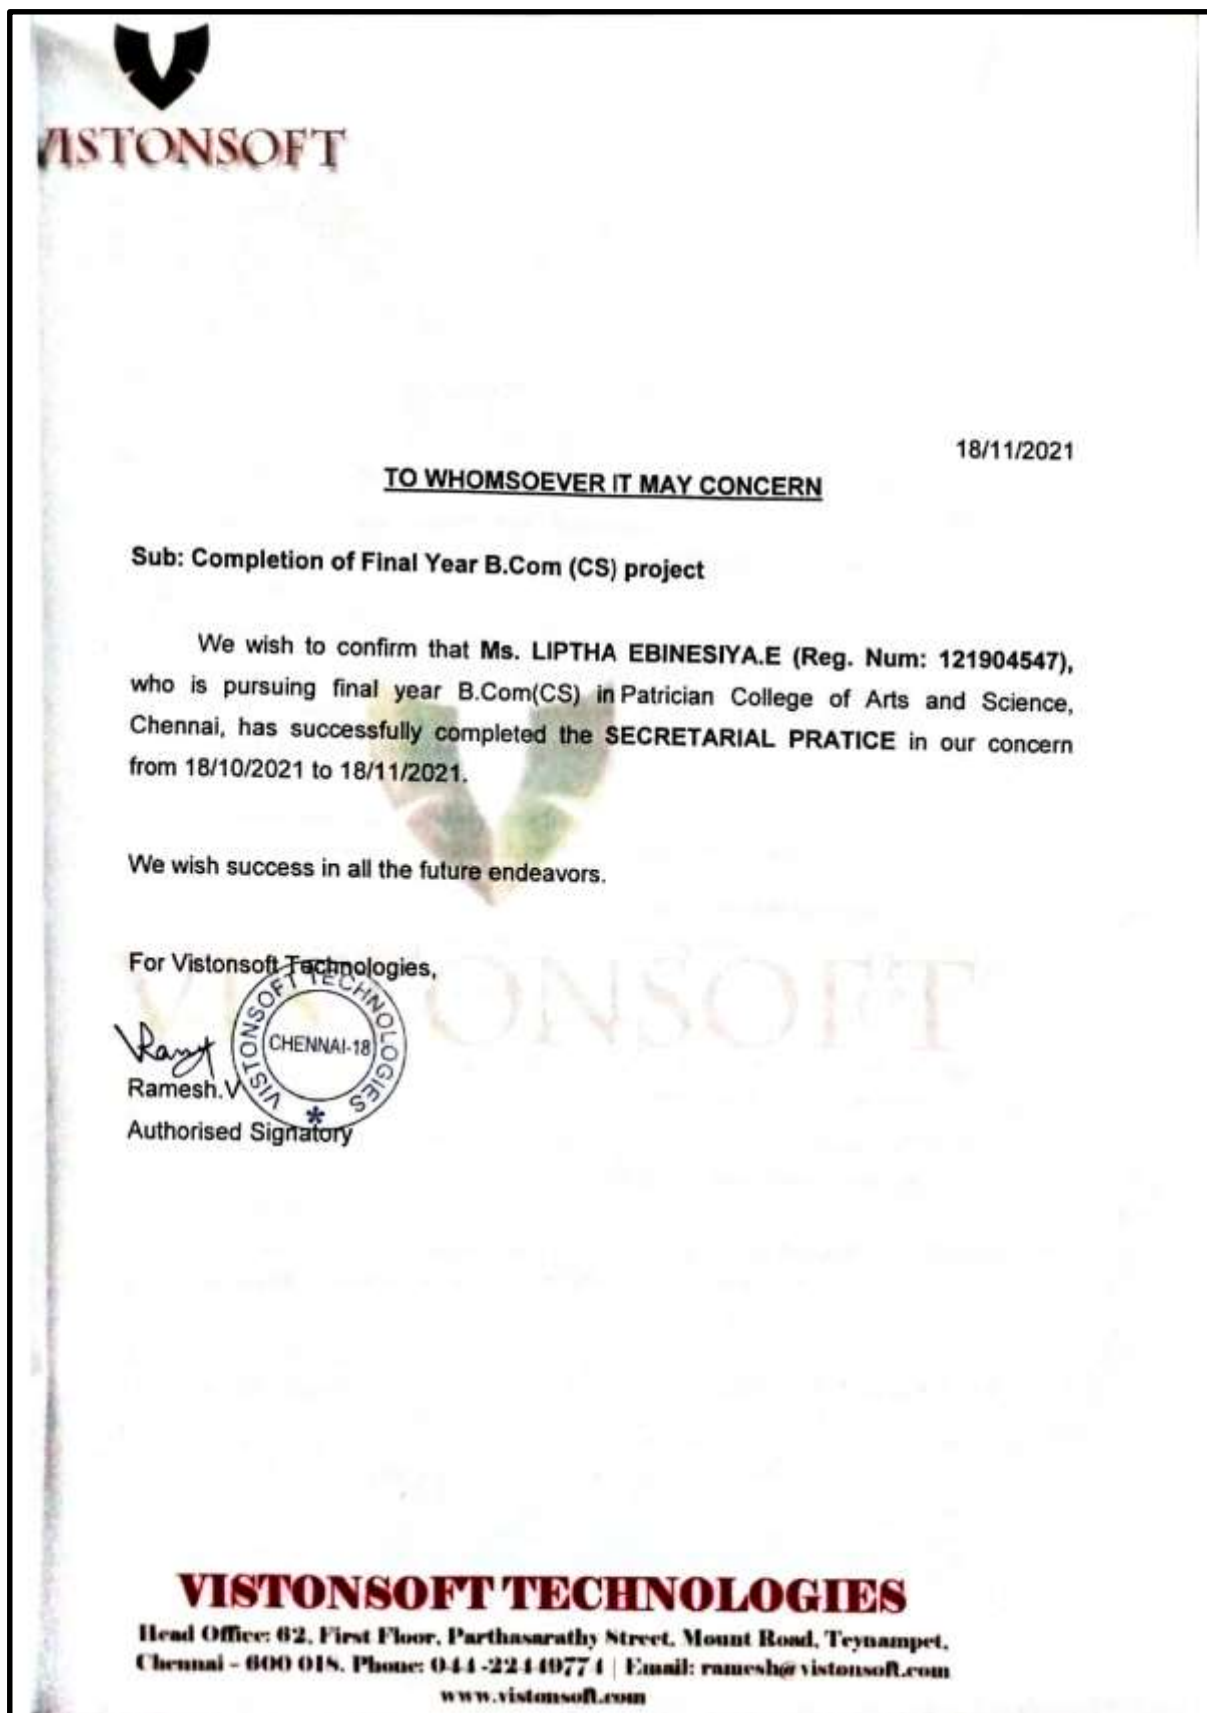 VISTONSOFT
18/11/2021
TO WHOMSOEVER IT MAY CONCERN
Sub: Completion of Final Year B.Com (CS) project
We wish to confirm that Ms. LIPTHA EBINESIYA.E (Reg. Num: 121904547),
who is pursuing final year B.Com(CS) in Patrician College of Arts and Science,
Chennai, has successfully completed the SECRETARIAL PRATICE in our concern
from 18/10/2021 to 18/11/2021.
We wish success in all the future endeavors.
VISTONSOFT
For Vistonsoft Technologies,
VISTONSOFT TECHNOLOGIES
CHENNAI-18
Ramesh.V
Authorised Signatory
VISTONSOFT TECHNOLOGIES
Head Office: 62, First Floor, Parthasarathy Street, Mount Road, Teynampet,
Chennai - 600 018. Phone: 044-22449774 | Email: ramesh@vistonsoft.com
www.vistonsoft.com